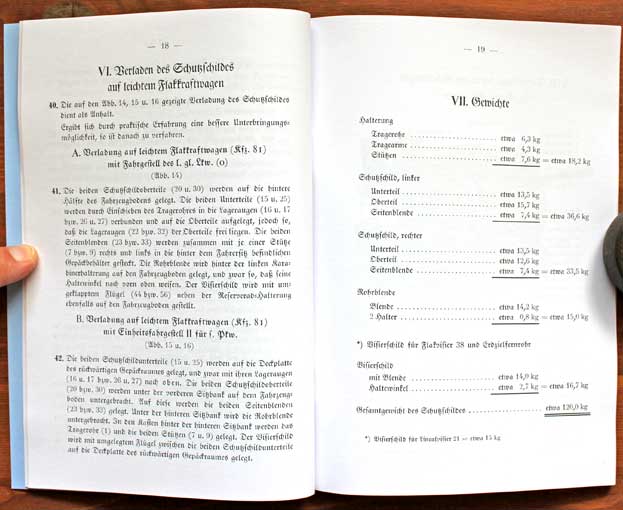 — 18 —
VI. Verladen des Schutzschildes
auf leichtem Flakkraftwagen
40. Die auf den Abb. 14, 15 u. 16 gezeigte Verladung des Schutzschildes
dient als Anhalt.
Ergibt sich durch praktische Erfahrung eine bessere Unterbringungs-
möglichkeit, so ist danach zu verfahren.
A. Verladung auf leichtem Flakkraftwagen (Kfz. 81)
mit Fahrgestell des l. gl. Lkw. (o)
(Abb. 14)
41. Die beiden Schutzschildoberteile (20 u. 30) werden auf die hintere
Hälfte des Fahrzeugbodens gelegt. Die beiden Unterteile (15 u. 25)
werden durch Einschieben des Tragrohres in die Lageraugen (16 u. 17
bzw. 26 u. 27) verbunden und auf die Oberteile aufgelegt, jedoch so,
daß die Lageraugen (22 bzw. 32) der Oberteile frei liegen. Die beiden
Seitenblenden (23 bzw. 33) werden zusammen mit je einer Stütze
(7 bzw. 9) rechts und links in die hinter dem Fahrersitz befindlichen
Gepäckbehälter gesteckt. Die Rohrblende wird hinter der linken Kara-
binerhalterung auf den Fahrzeugboden gelegt, und zwar so, daß seine
Haltewinkel nach vorn oben weisen. Der Visierschild wird mit um-
geklapptem Flügel (44 bzw. 56) neben der Reserverad-Halterung
ebenfalls auf den Fahrzeugboden gestellt.
B. Verladung auf leichtem Flakkraftwagen (Kfz. 81)
mit Einheitsfahrgestell II für s. Pkw.
(Abb. 15 u. 16)
42. Die beiden Schutzschildunterteile (15 u. 25) werden auf die Deckplatte
des rückwärtigen Gepäckraumes gelegt, und zwar mit ihren Lageraugen
(16 u. 17 bzw. 26 u. 27) nach oben. Die beiden Schutzschildoberteile
(20 bzw. 30) werden unter der vorderen Sitzbank auf dem Fahrzeug-
boden untergebracht. Auf diese werden die beiden Seitenblenden
(23 bzw. 33) gelegt. Unter der hinteren Sitzbank wird die Rohrblende
untergebracht. In den Kasten hinter der hinteren Sitzbank werden das
Tragerohr (1) und die beiden Stützen (7 u. 9) gelegt. Der Visierschild
wird mit umgelegtem Flügel zwischen die beiden Schutzschildunterteile
auf die Deckplatte des rückwärtigen Gepäckraumes gelegt.
— 19 —
VII. Gewichte
Halterung
Tragerohr . . . . . etwa 6,3 kg
Tragearme . . . . . etwa 4,3 kg
Stützen . . . . . etwa 7,6 kg = etwa 18,2 kg
Schutzschild, linker
Unterteil . . . . . etwa 13,5 kg
Oberteil . . . . . etwa 15,7 kg
Seitenblende . . . . . etwa 7,4 kg = etwa 36,6 kg
Schutzschild, rechter
Unterteil . . . . . etwa 13,5 kg
Oberteil . . . . . etwa 12,6 kg
Seitenblende . . . . . etwa 7,4 kg = etwa 33,5 kg
Rohrblende
Blende . . . . . etwa 14,2 kg
2 Halter . . . . . etwa 0,8 kg = etwa 15,0 kg
*) Visierschild für Flakvisier 38 und Erdzielfernrohr
Visierschild
mit Blende . . . . . etwa 14,0 kg
Haltewinkel . . . . . etwa 2,7 kg = etwa 16,7 kg
Gesamtgewicht des Schutzschildes . . . . . etwa 120,0 kg
*) Visierschild für Linealvisier 21 = etwa 15 kg